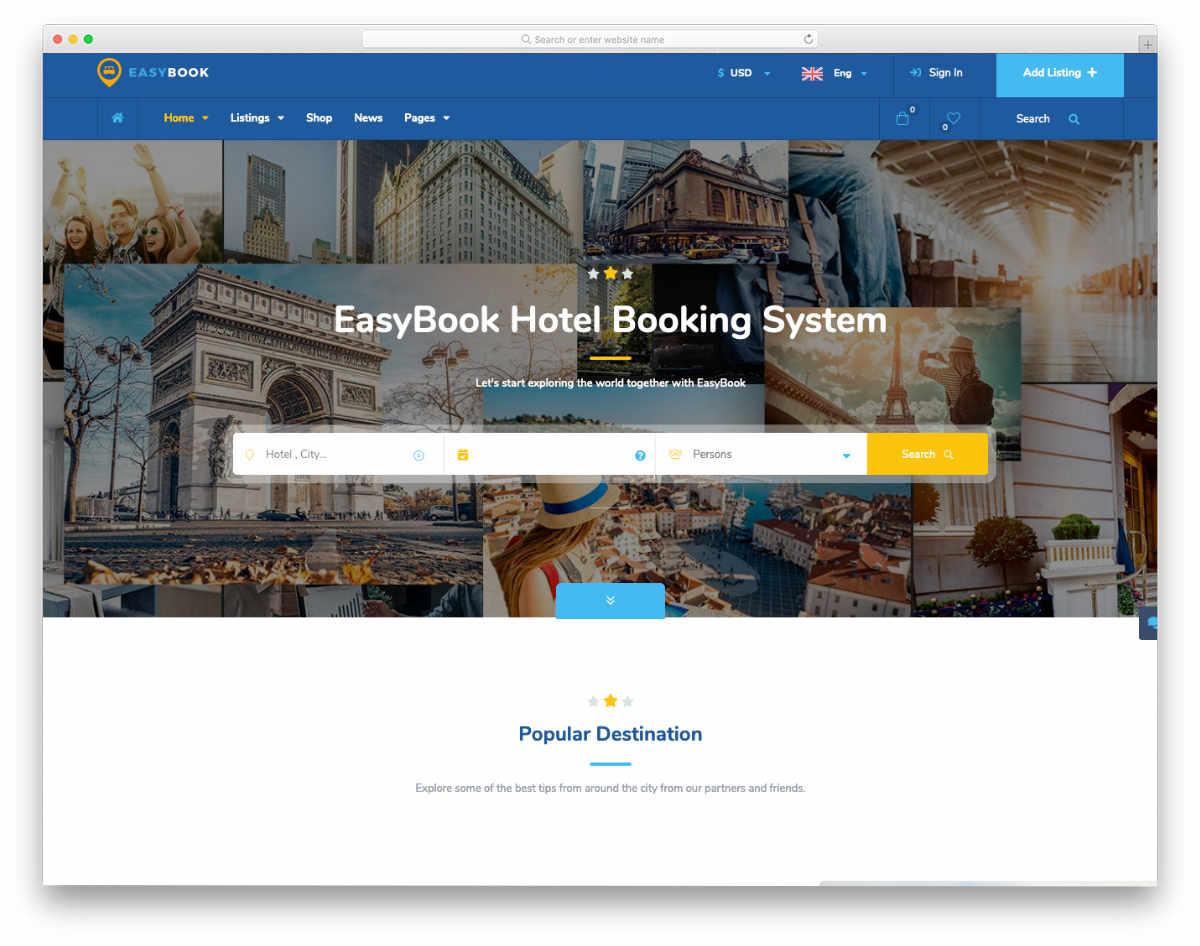 Search or enter website name
EASYBOOK
$ USD
Eng
Sign In
Add Listing
Home
Listings
Shop
News
Pages
0
0
Search
EasyBook Hotel Booking System
Let's start exploring the world together with EasyBook
Hotel , City...
Persons
Search
Popular Destination
Explore some of the best tips from around the city from our partners and friends.